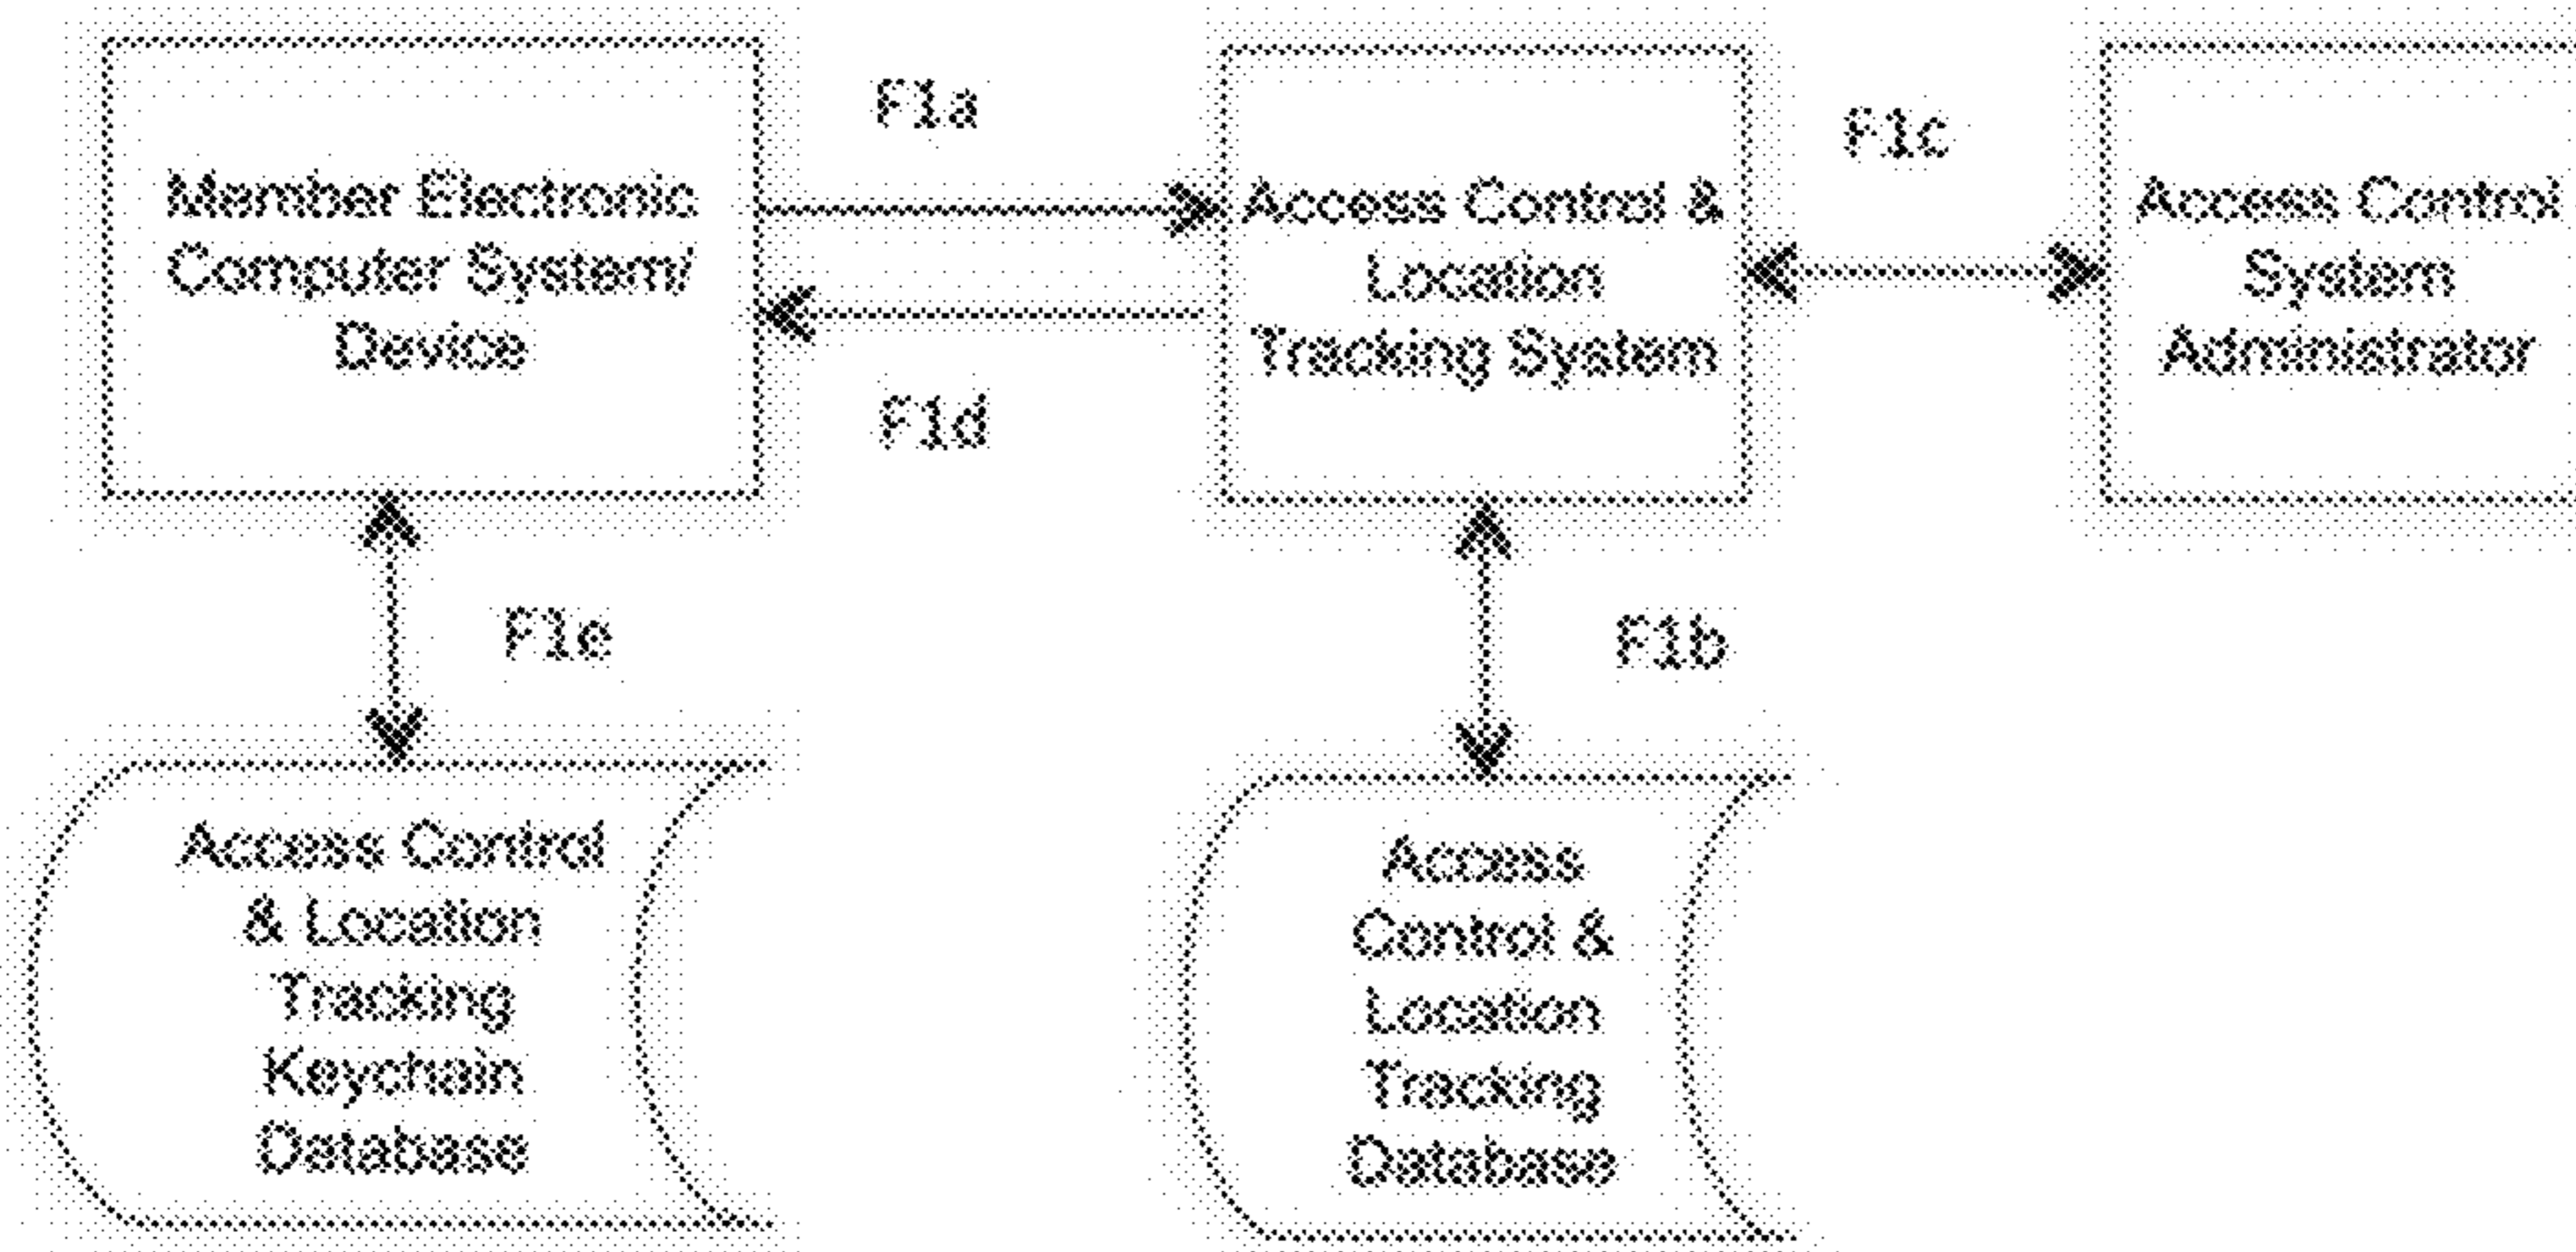 Member Electronic
Computer System/
Device
F1a
F1d
Access Control &
Location
Tracking System
F1c
Access Control
System
Administrator
F1e
F1b
Access Control
& Location
Tracking
Keychain
Database
Access
Control &
Location
Tracking
Database